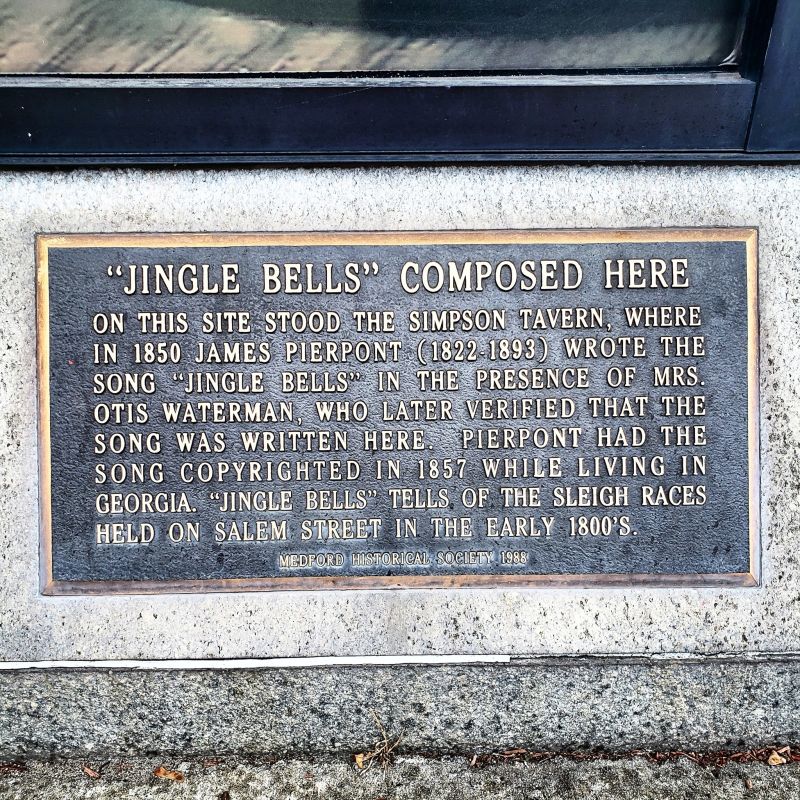 “JINGLE BELLS” COMPOSED HERE
ON THIS SITE STOOD THE SIMPSON TAVERN, WHERE
IN 1850 JAMES PIERPONT (1822-1893) WROTE THE
SONG “JINGLE BELLS” IN THE PRESENCE OF MRS.
OTIS WATERMAN, WHO LATER VERIFIED THAT THE
SONG WAS WRITTEN HERE. PIERPONT HAD THE
SONG COPYRIGHTED IN 1857 WHILE LIVING IN
GEORGIA. “JINGLE BELLS” TELLS OF THE SLEIGH RACES
HELD ON SALEM STREET IN THE EARLY 1800’S.
MEDFORD HISTORICAL SOCIETY 1988